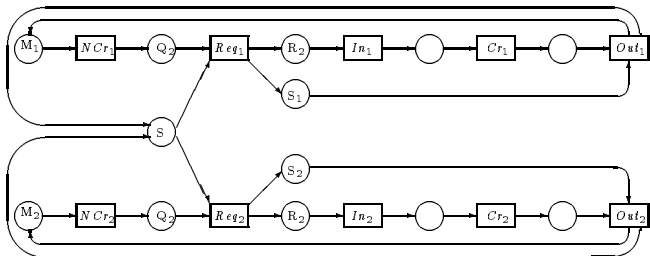 M₁ NCr₁ Q₂ Req₁ R₂ In₁ Cr₁ Out₁
S₁
S
S₂
M₂ NCr₂ Q₂ Req₂ R₂ In₂ Cr₂ Out₂